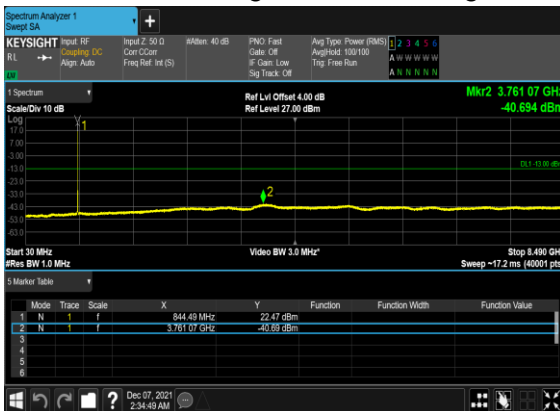 Spectrum Analyzer 1
Swept SA
KEYSIGHT Input: RF Input Z: 50 Ω #Atten: 40 dB PNO: Fast Avg Type: Power (RMS) 1 2 3 4 5 6
RL Coupling: DC Corr CCorr Gate: Off Avg|Hold: 100/100 A W W W W W
Align: Auto Freq Ref: Int (S) IF Gain: Low Trig: Free Run
LV Sig Track: Off A N N N N N
1 Spectrum Ref Lvl Offset 4.00 dB Mkr2 3.761 07 GHz
Scale/Div 10 dB Ref Level 27.00 dBm -40.694 dBm
Log
17.0 1
7.00
-3.00
-13.0 DL1 -13.00 dBm
-23.0
-33.0 2
-43.0
-53.0
-63.0
Start 30 MHz Video BW 3.0 MHz* Stop 8.490 GHz
#Res BW 1.0 MHz Sweep ~17.2 ms (40001 pts)
5 Marker Table
Mode Trace Scale X Y Function Function Width Function Value
1 N 1 f 844.49 MHz 22.47 dBm
2 N 1 f 3.761 07 GHz -40.69 dBm
3
4
5
6
? Dec 07, 2021
2:34:49 AM